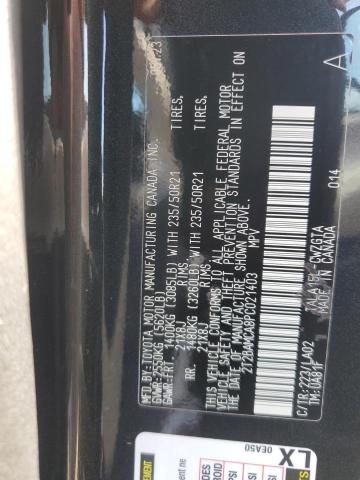 MFD.BY:TOYOTA MOTOR MANUFACTURING CANADA INC.
GVWR:2550KG(5620LB)
GAWR:FRT. 1400KG(3085LB)WITH 235/50R21 TIRES,
21X8J RIMS
RR. 1480KG(3260LB)WITH 235/50R21 TIRES,
21X8J RIMS
THIS VEHICLE CONFORMS TO ALL APPLICABLE FEDERAL MOTOR
VEHICLE SAFETY AND THEFT PREVENTION STANDARDS IN EFFECT ON
THE DATE OF MANUFACTURE SHOWN ABOVE.
MPV
C/TR:223/LA02
MADE IN CANADA
A
014
LX
0EA50